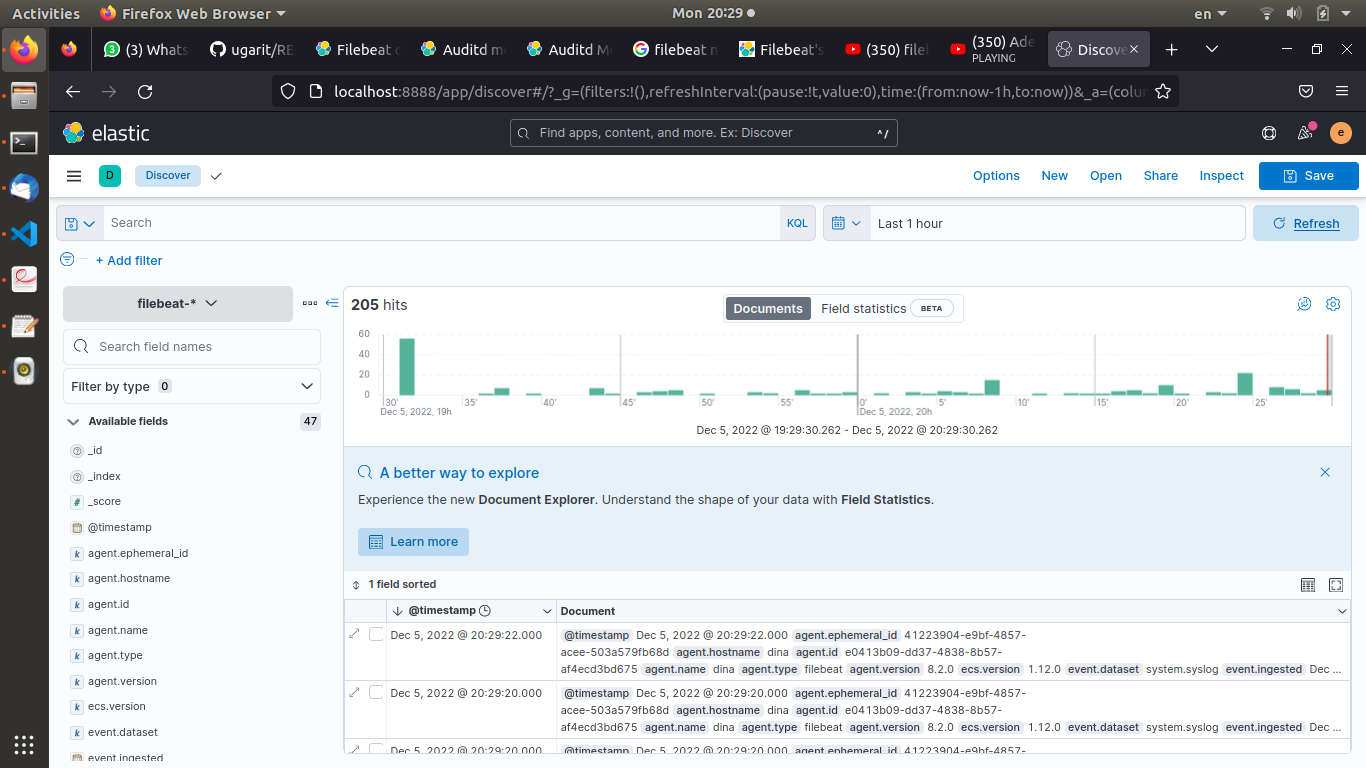 Activities Firefox Web Browser Mon 20:29 en
(3) Whats ugarit/RE Filebeat Auditd m Auditd M filebeat Filebeat's (350) file (350) Ade PLAYING Discove
localhost:8888/app/discover#/?_g=(filters:!(),refreshInterval:(pause:!t,value:0),time:(from:now-1h,to:now))&_a=(colu
elastic Find apps, content, and more. Ex: Discover ^/ e
D Discover Options New Open Share Inspect Save
Search KQL Last 1 hour Refresh
+ Add filter
filebeat-*
Search field names
Filter by type 0
Available fields 47
_id
_index
_score
@timestamp
agent.ephemeral_id
agent.hostname
agent.id
agent.name
agent.type
agent.version
ecs.version
event.dataset
event.ingested
205 hits Documents Field statistics BETA
60
40
20
0
30' 35' 40' 45' 50' 55' 0' 5' 10' 15' 20' 25'
Dec 5, 2022, 19h Dec 5, 2022, 20h
Dec 5, 2022 @ 19:29:30.262 - Dec 5, 2022 @ 20:29:30.262
A better way to explore
Experience the new Document Explorer. Understand the shape of your data with Field Statistics.
Learn more
1 field sorted
@timestamp Document
Dec 5, 2022 @ 20:29:22.000 @timestamp Dec 5, 2022 @ 20:29:22.000 agent.ephemeral_id 41223904-e9bf-4857-
acee-503a579fb68d agent.hostname dina agent.id e0413b09-dd37-4838-8b57-
af4ecd3bd675 agent.name dina agent.type filebeat agent.version 8.2.0 ecs.version 1.12.0 event.dataset system.syslog event.ingested Dec ...
Dec 5, 2022 @ 20:29:20.000 @timestamp Dec 5, 2022 @ 20:29:20.000 agent.ephemeral_id 41223904-e9bf-4857-
acee-503a579fb68d agent.hostname dina agent.id e0413b09-dd37-4838-8b57-
af4ecd3bd675 agent.name dina agent.type filebeat agent.version 8.2.0 ecs.version 1.12.0 event.dataset system.syslog event.ingested Dec ...
Dec 5, 2022 @ 20:29:20.000 @timestamp Dec 5, 2022 @ 20:29:20.000 agent.ephemeral_id 41223904-e9bf-4857-